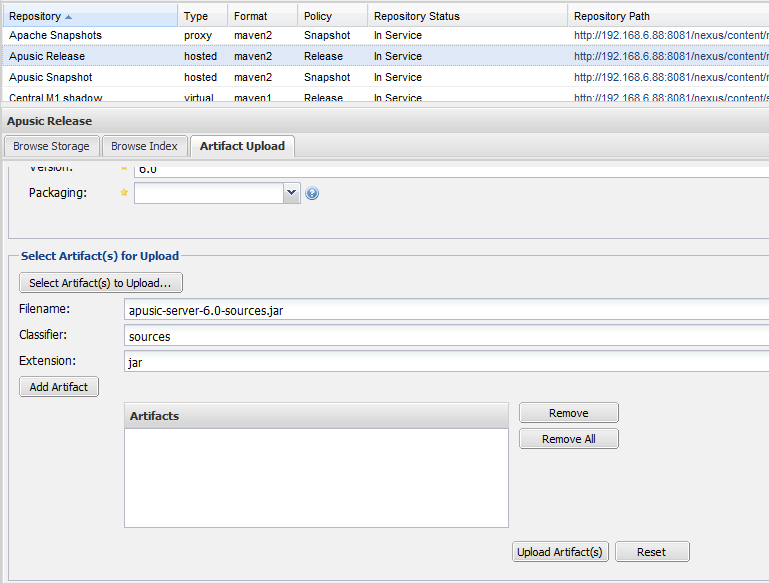 Repository Type Format Policy Repository Status Repository Path
Apache Snapshots proxy maven2 Snapshot In Service http://192.168.6.88:8081/nexus/content/
Apusic Release hosted maven2 Release In Service http://192.168.6.88:8081/nexus/content/
Apusic Snapshot hosted maven2 Snapshot In Service http://192.168.6.88:8081/nexus/content/
Central M1 shadow virtual maven1 Release In Service http://192.168.6.88:8081/nexus/content/
Apusic Release
Browse Storage Browse Index Artifact Upload
Version: 6.0
Packaging:
Select Artifact(s) for Upload
Select Artifact(s) to Upload...
Filename: apusic-server-6.0-sources.jar
Classifier: sources
Extension: jar
Add Artifact
Artifacts Remove
Remove All
Upload Artifact(s) Reset